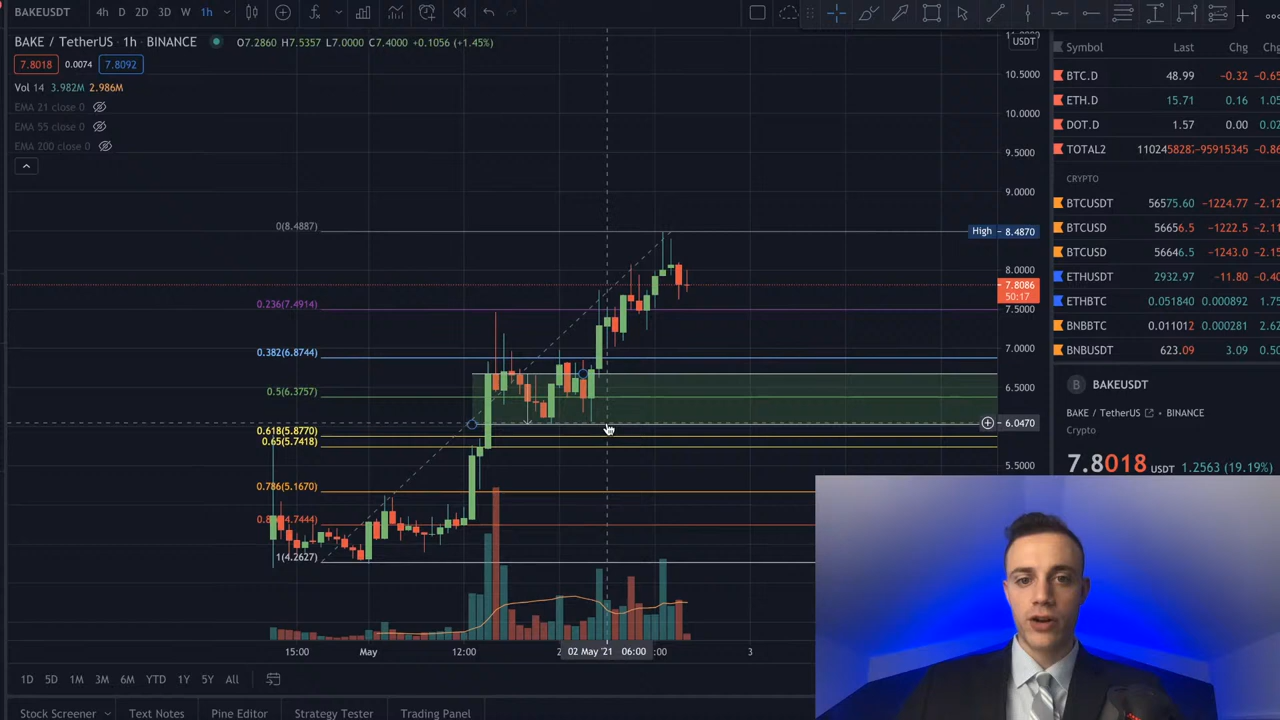 BAKEUSDT 4h D 2D 3D W 1h
BAKE / TetherUS · 1h · BINANCE O7.2860 H7.5357 L7.0000 C7.4000 +0.1056 (+1.45%)
7.8018 0.0074 7.8092
Vol 14 3.982M 2.986M
EMA 21 close 0
EMA 55 close 0
EMA 200 close 0
USDT
10.5000
10.0000
9.5000
9.0000
High 8.4870
8.0000
7.8086
50:17
7.5000
7.0000
6.5000
6.0470
5.5000
0(8.4887)
0.236(7.4914)
0.382(6.8744)
0.5(6.3757)
0.618(5.8770)
0.65(5.7418)
0.786(5.1670)
1(4.2627)
15:00 May 12:00 02 May '21 06:00 :00 3
1D 5D 1M 3M 6M YTD 1Y 5Y All
Stock Screener Text Notes Pine Editor Strategy Tester Trading Panel
Symbol Last Chg Chg
BTC.D 48.99 -0.32
ETH.D 15.71 0.16
DOT.D 1.57 0.00
TOTAL2
CRYPTO
BTCUSDT 56575.60 -1224.77
BTCUSD 56656.5 -1222.5
BTCUSD 56646.5 -1243.0
ETHUSDT 2932.97 -11.80
ETHBTC 0.051840 0.000892
BNBBTC 0.011012 0.000281
BNBUSDT 623.09 3.09
B BAKEUSDT
BAKE / TetherUS • BINANCE
Crypto
7.8018 USDT 1.2563 (19.19%)